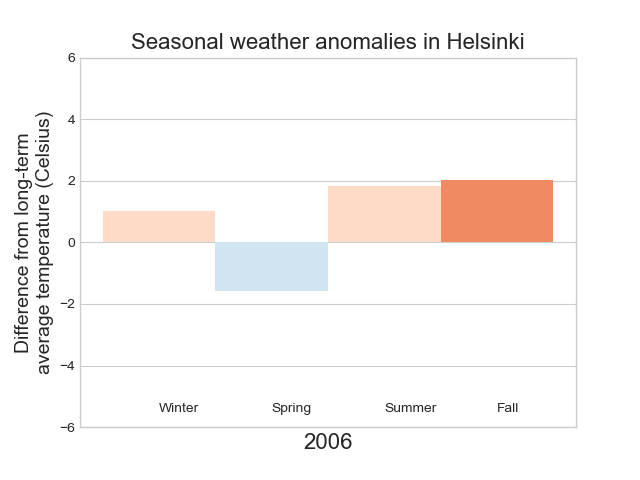 Seasonal weather anomalies in Helsinki
Difference from long-term
average temperature (Celsius)
6
4
2
0
−2
−4
−6
Winter Spring Summer Fall
2006